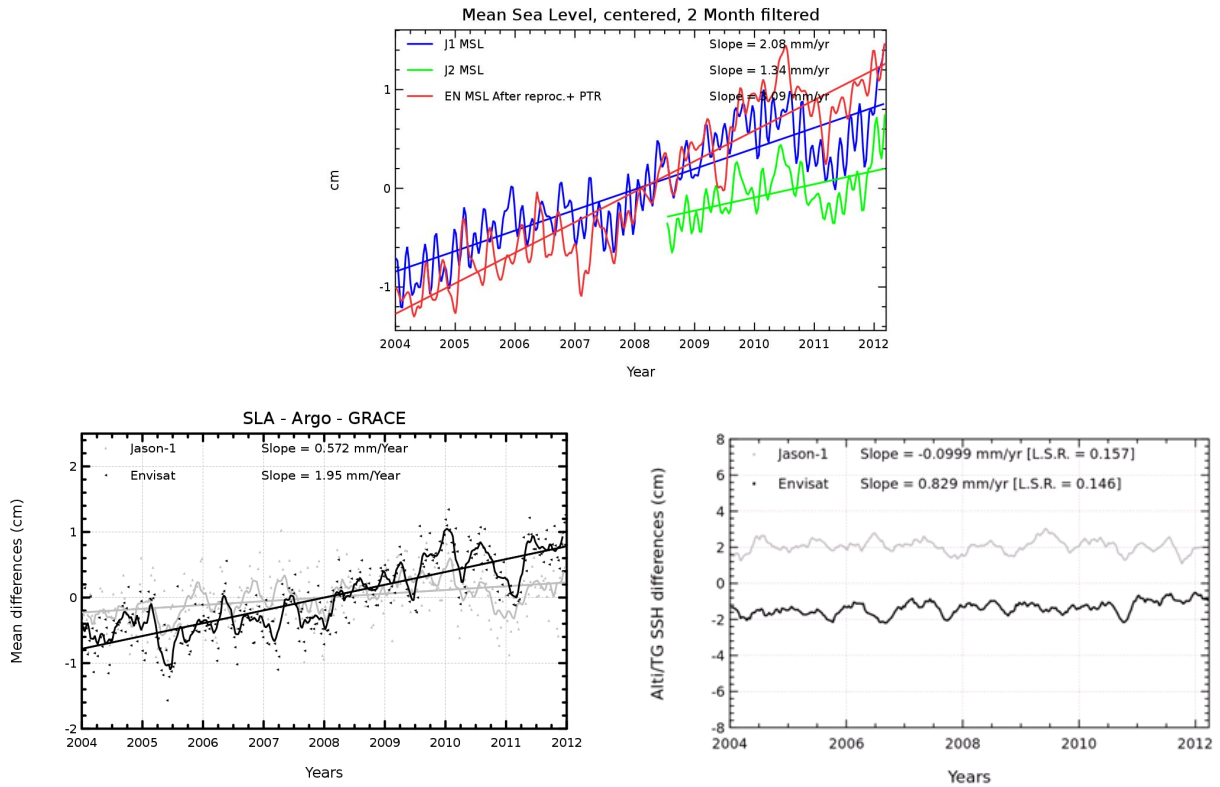 Mean Sea Level, centered, 2 Month filtered
J1 MSL Slope = 2.08 mm/yr
J2 MSL Slope = 1.34 mm/yr
EN MSL After reproc.+ PTR Slope = 3.09 mm/yr
1
0
-1
cm
2004 2005 2006 2007 2008 2009 2010 2011 2012
Year
SLA - Argo - GRACE
Jason-1 Slope = 0.572 mm/Year
Envisat Slope = 1.95 mm/Year
2
1
0
-1
-2
Mean differences (cm)
2004 2005 2006 2007 2008 2009 2010 2011 2012
Years
Jason-1 Slope = -0.0999 mm/yr [L.S.R. = 0.157]
Envisat Slope = 0.829 mm/yr [L.S.R. = 0.146]
8
6
4
2
0
-2
-4
-6
-8
Alti/TG SSH differences (cm)
2004 2006 2008 2010 2012
Years